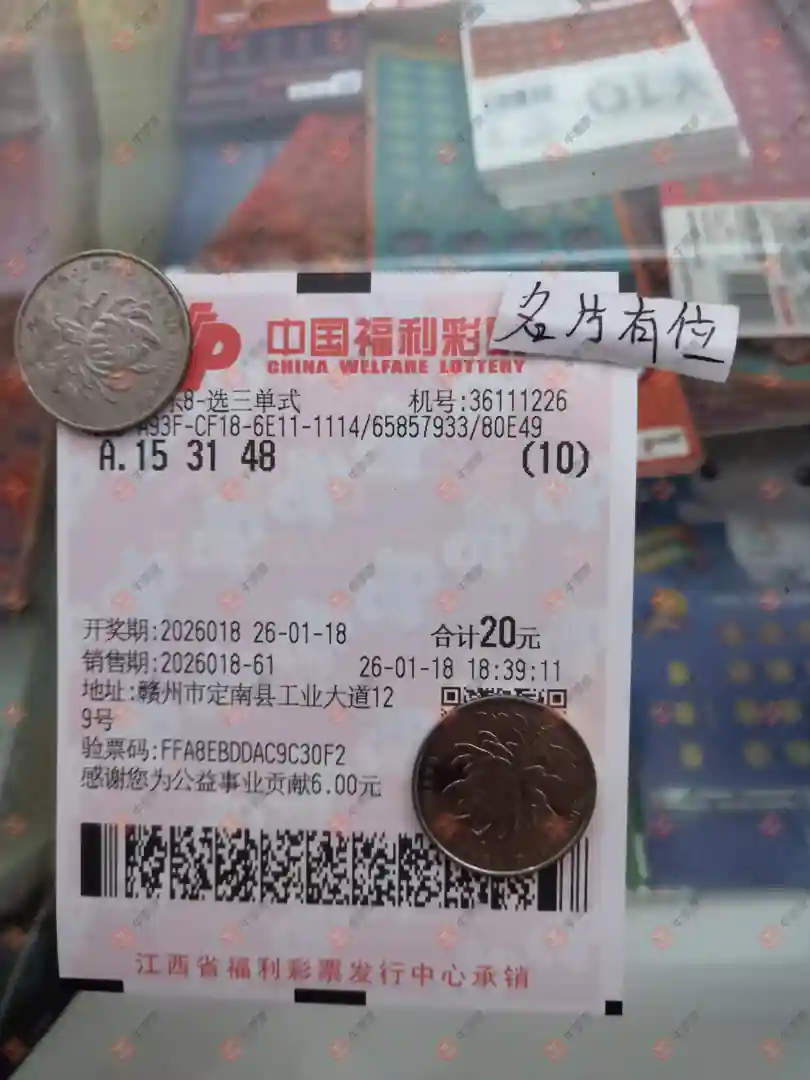 中国福利彩
CHINA WELFARE LOTTERY
名片有位
8-选三单式 机号:36111226
A93F-CF18-6E11-1114/65857933/80E49
A.15 31 48 (10)
开奖期:2026018 26-01-18 合计20元
销售期:2026018-61 26-01-18 18:39:11
地址:赣州市定南县工业大道12
9号
验票码:FFA8EBDDAC9C30F2
感谢您为公益事业贡献6.00元
江西省福利彩票发行中心承销